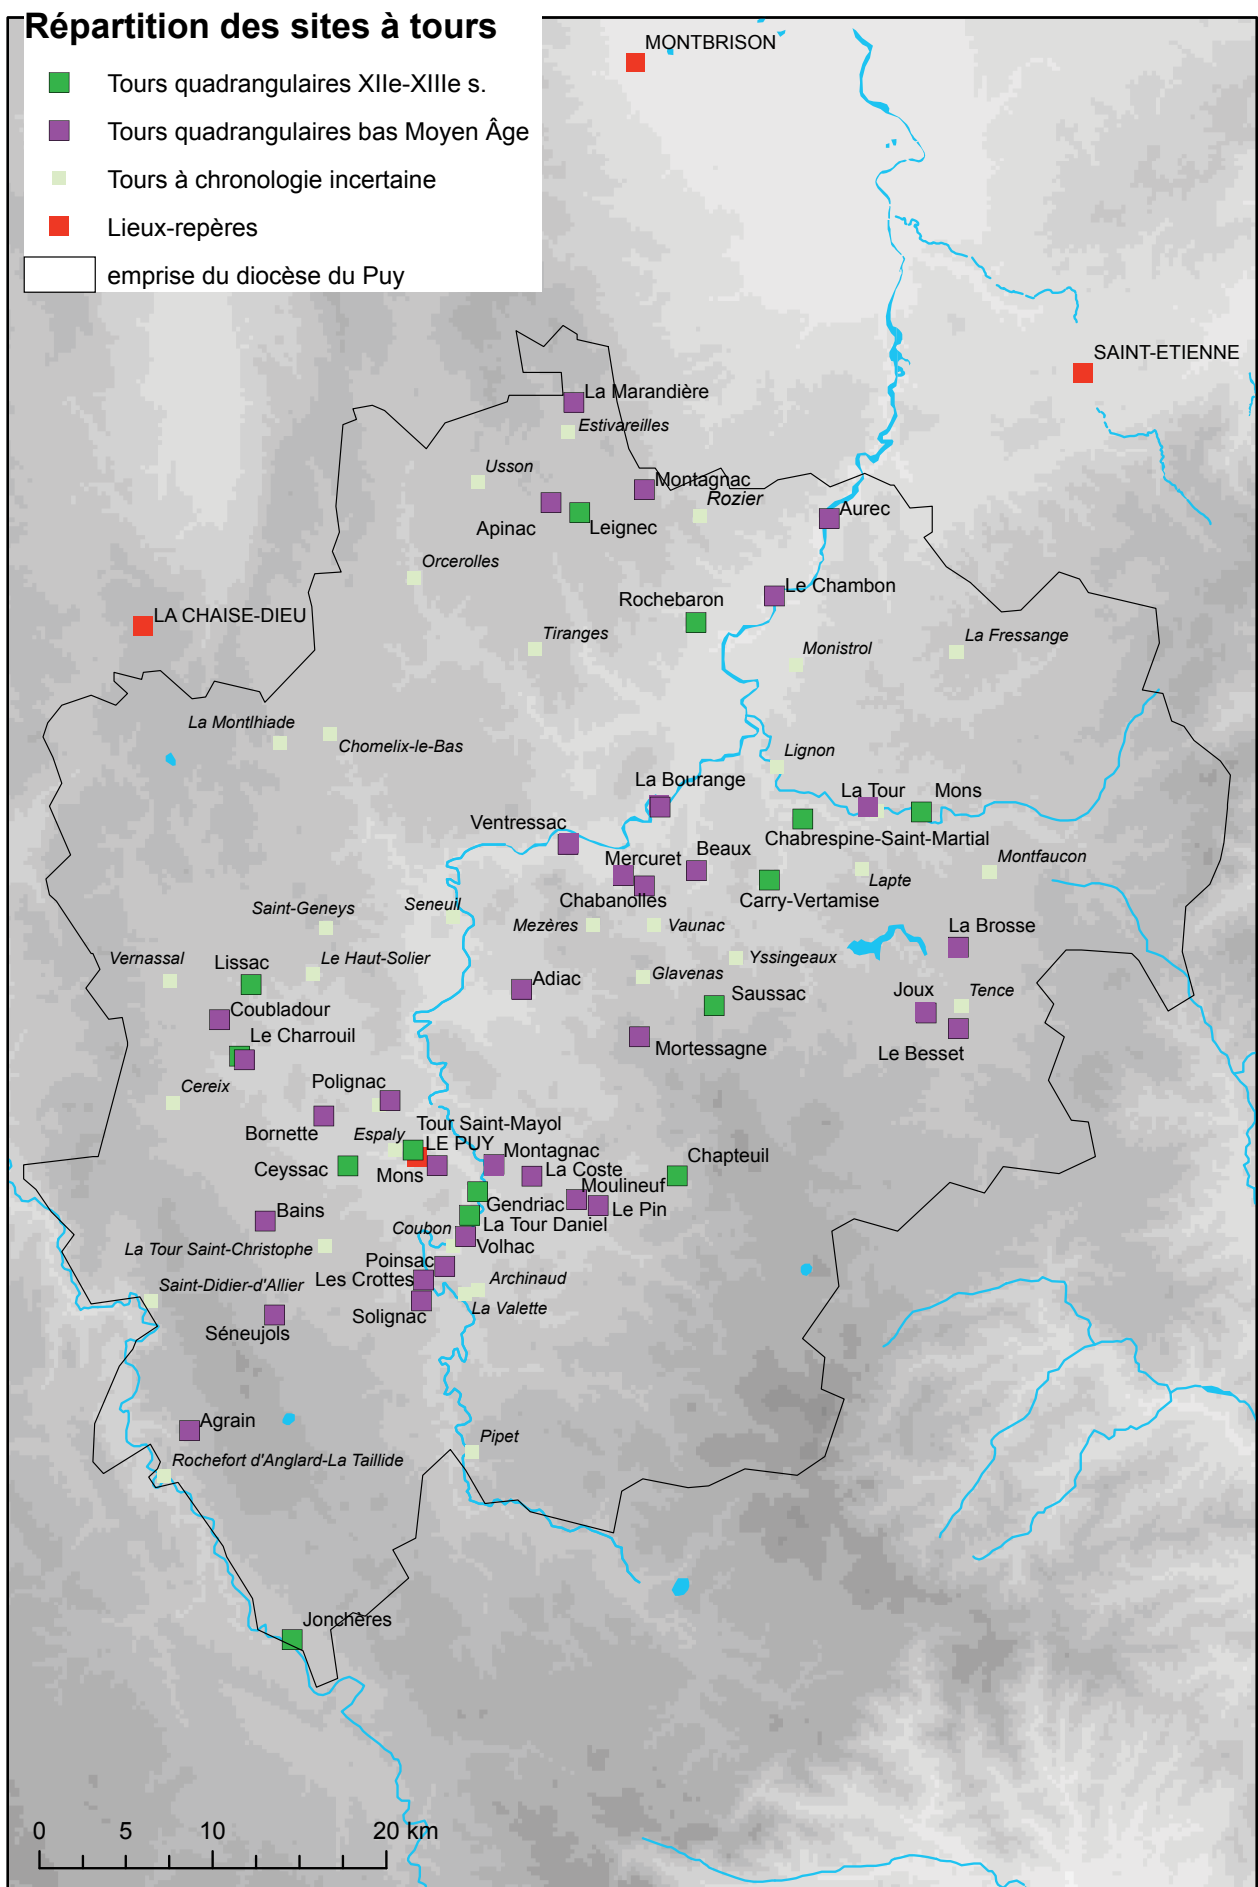 Répartition des sites à tours
Tours quadrangulaires XIIe-XIIIe s.
Tours quadrangulaires bas Moyen Âge
Tours à chronologie incertaine
Lieux-repères
emprise du diocèse du Puy
MONTBRISON
SAINT-ETIENNE
La Marandière
Estivareilles
Usson
Montagnac
Rozier
Aurec
Apinac
Leignec
Orcerolles
Le Chambon
Rochebaron
LA CHAISE-DIEU
Tiranges
La Fressange
Monistrol
La Montlhiade
Chomelix-le-Bas
Lignon
La Bourange
La Tour
Mons
Ventressac
Chabrespine-Saint-Martial
Mercuret
Beaux
Montfaucon
Lapte
Chabanolles
Carry-Vertamise
Seneuil
Saint-Geneys
Mezères
Vaunac
La Brosse
Vernassal
Lissac
Le Haut-Solier
Yssingeaux
Glavenas
Adiac
Saussac
Joux
Tence
Coubladour
Le Charrouil
Mortessagne
Le Besset
Cereix
Polignac
Bornette
Tour Saint-Mayol
Espaly
LE PUY
Montagnac
Chapteuil
Ceyssac
Mons
La Coste
Moulineuf
Gendriac
Le Pin
Bains
Coubon
La Tour Daniel
La Tour Saint-Christophe
Volhac
Poinsac
Saint-Didier-d'Allier
Les Crottes
Archinaud
Solignac
La Valette
Séneujols
Agrain
Pipet
Rochefort d'Anglard-La Taillide
Jonchères
0 5 10 20 km